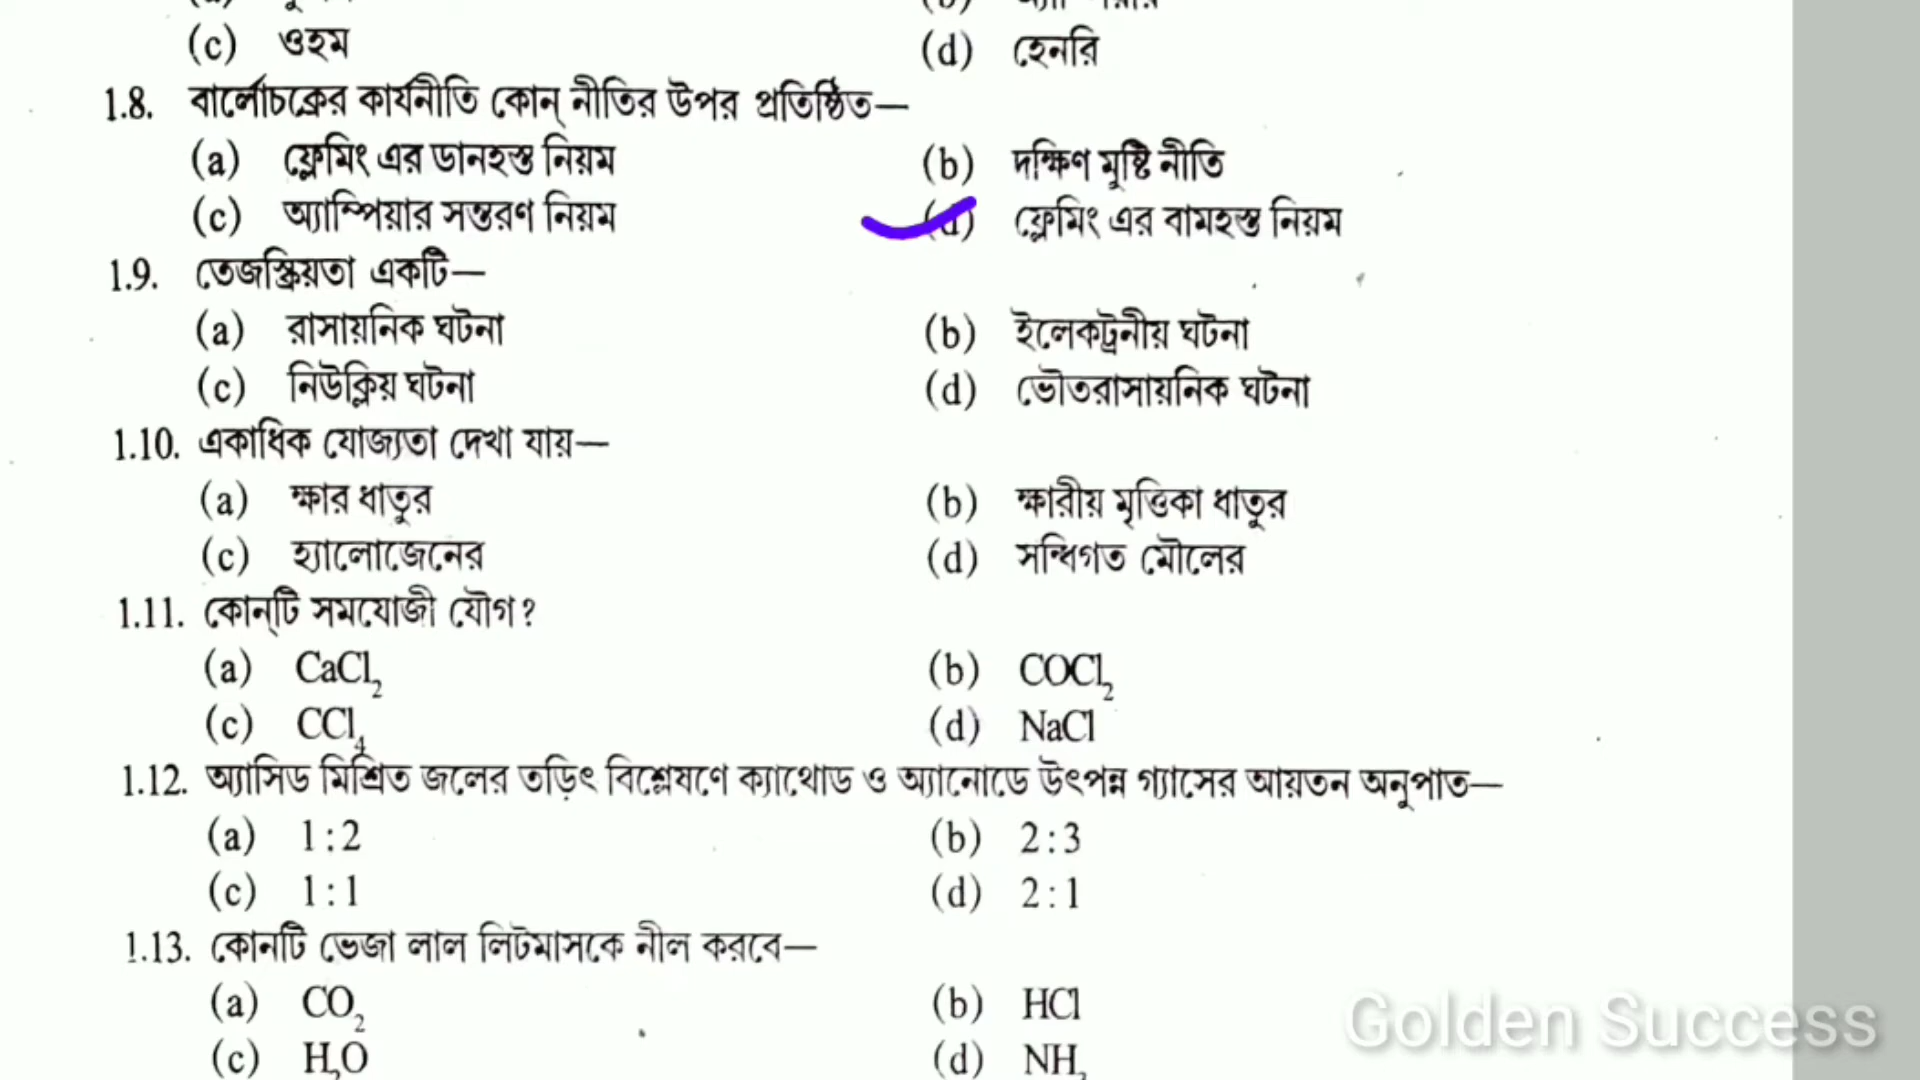 (c) ওহম (d) হেনরি
1.8. বার্লোচক্রের কার্যনীতি কোন্ নীতির উপর প্রতিষ্ঠিত—
(a) ফ্লেমিং এর ডানহস্ত নিয়ম (b) দক্ষিণ মুষ্টি নীতি
(c) অ্যাম্পিয়ার সন্তরণ নিয়ম (d) ফ্লেমিং এর বামহস্ত নিয়ম
1.9. তেজস্ক্রিয়তা একটি—
(a) রাসায়নিক ঘটনা (b) ইলেকট্রনীয় ঘটনা
(c) নিউক্লিয় ঘটনা (d) ভৌতরাসায়নিক ঘটনা
1.10. একাধিক যোজ্যতা দেখা যায়—
(a) ক্ষার ধাতুর (b) ক্ষারীয় মৃত্তিকা ধাতুর
(c) হ্যালোজেনের (d) সন্ধিগত মৌলের
1.11. কোন্‌টি সমযোজী যৌগ?
(a) CaCl₂ (b) COCl₂
(c) CCl₄ (d) NaCl
1.12. অ্যাসিড মিশ্রিত জলের তড়িৎ বিশ্লেষণে ক্যাথোড ও অ্যানোডে উৎপন্ন গ্যাসের আয়তন অনুপাত—
(a) 1:2 (b) 2:3
(c) 1:1 (d) 2:1
1.13. কোনটি ভেজা লাল লিটমাসকে নীল করবে—
(a) CO₂ (b) HCl
(c) H₂O (d) NH₃
Golden Success